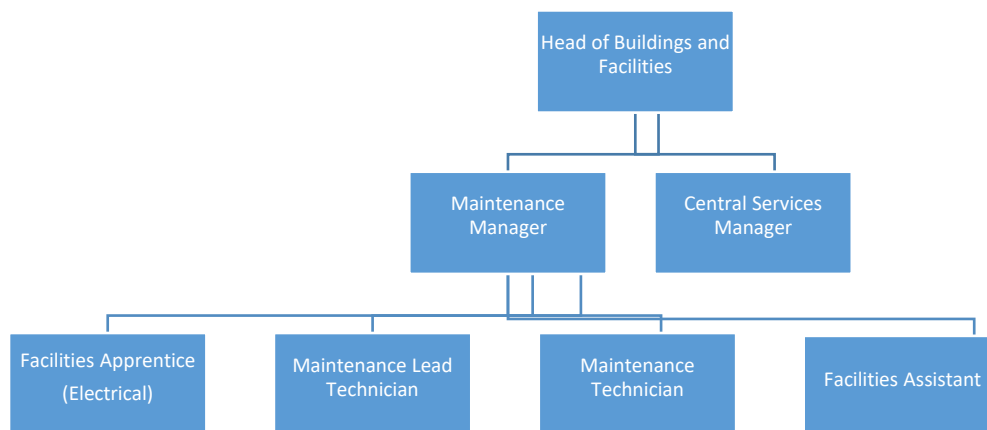 Head of Buildings and
Facilities
Maintenance
Manager
Central Services
Manager
Facilities Apprentice
(Electrical)
Maintenance Lead
Technician
Maintenance
Technician
Facilities Assistant